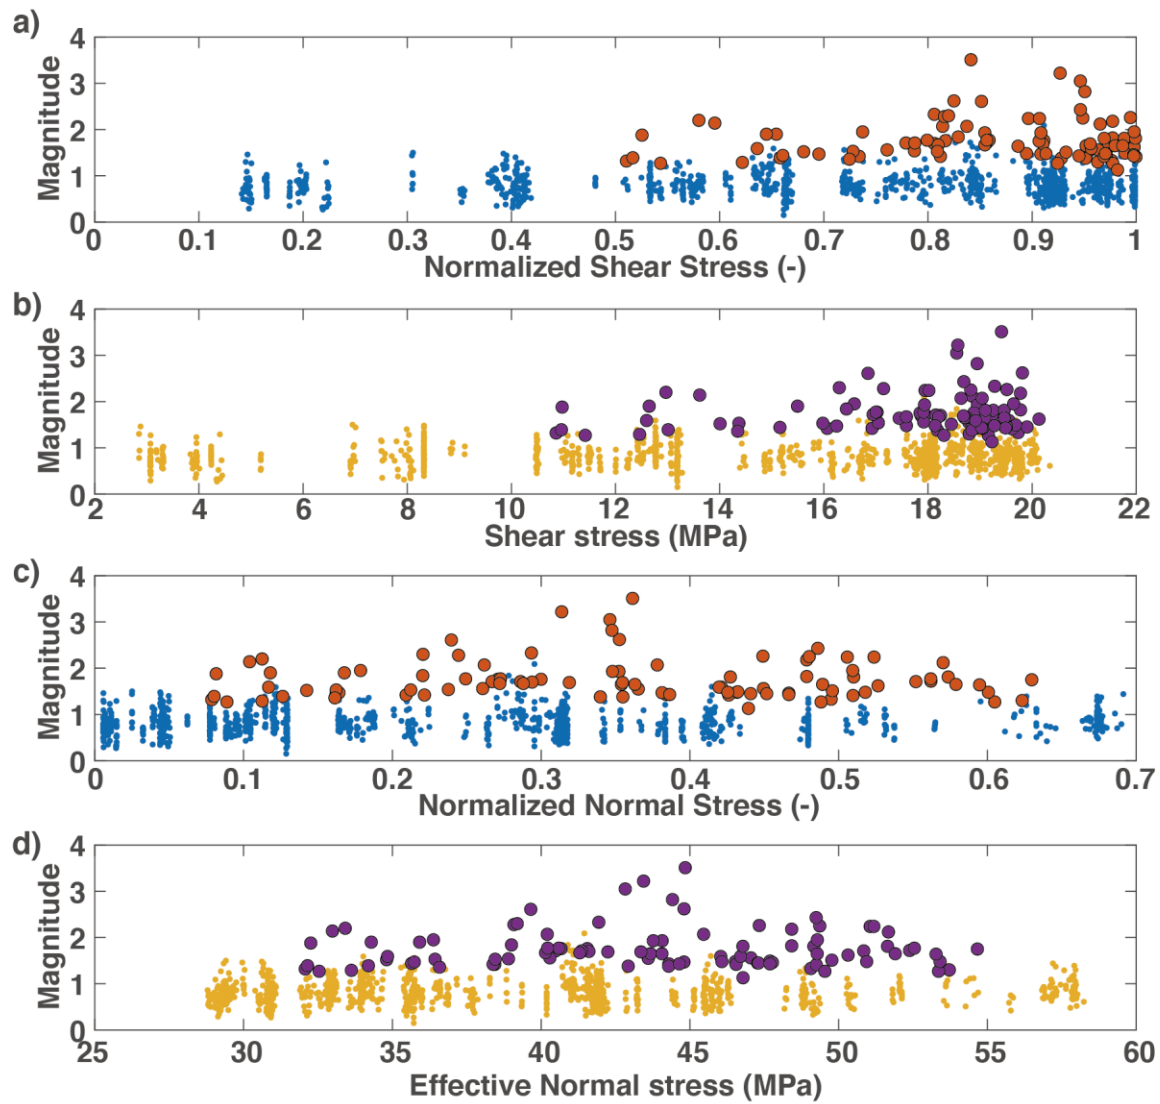 a)
Magnitude
4
3
2
1
0
0 0.1 0.2 0.3 0.4 0.5 0.6 0.7 0.8 0.9 1
Normalized Shear Stress (-)
b)
Magnitude
4
3
2
1
0
2 4 6 8 10 12 14 16 18 20 22
Shear stress (MPa)
c)
Magnitude
4
3
2
1
0
0 0.1 0.2 0.3 0.4 0.5 0.6 0.7
Normalized Normal Stress (-)
d)
Magnitude
4
3
2
1
0
25 30 35 40 45 50 55 60
Effective Normal stress (MPa)